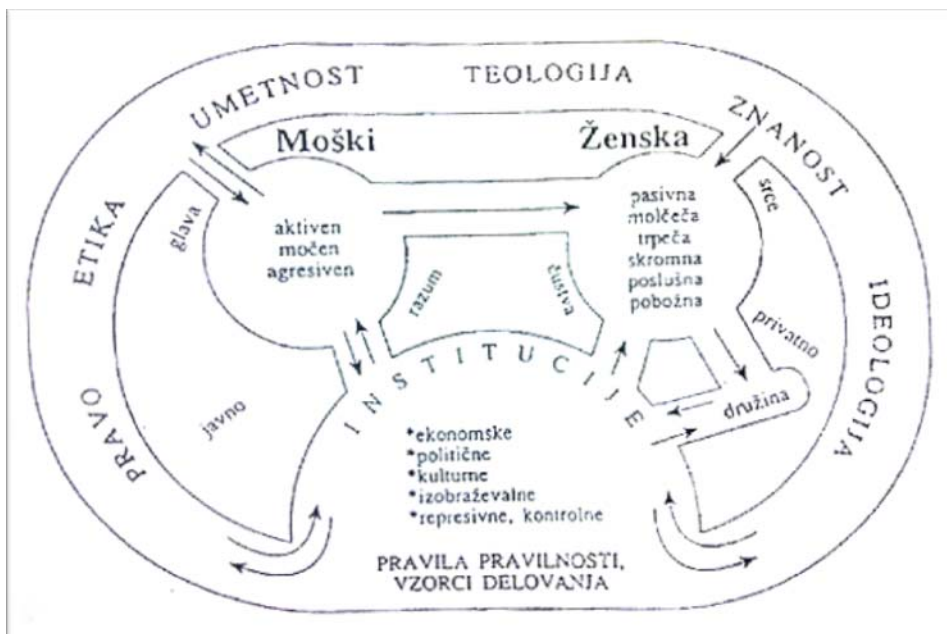 UMETNOST
TEOLOGIJA
ZNANOST
ETIKA
PRAVO
IDEOLOGIJA
Moški
Ženska
glava
aktiven
močen
agresiven
razum
čustva
pasivna
molčeča
trpeča
skromna
poslušna
pobožna
srce
privatno
javno
družina
INSTITUCIJE
*ekonomske
*politične
*kulturne
*izobraževalne
*represivne, kontrolne
PRAVILA PRAVILNOSTI,
VZORCI DELOVANJA